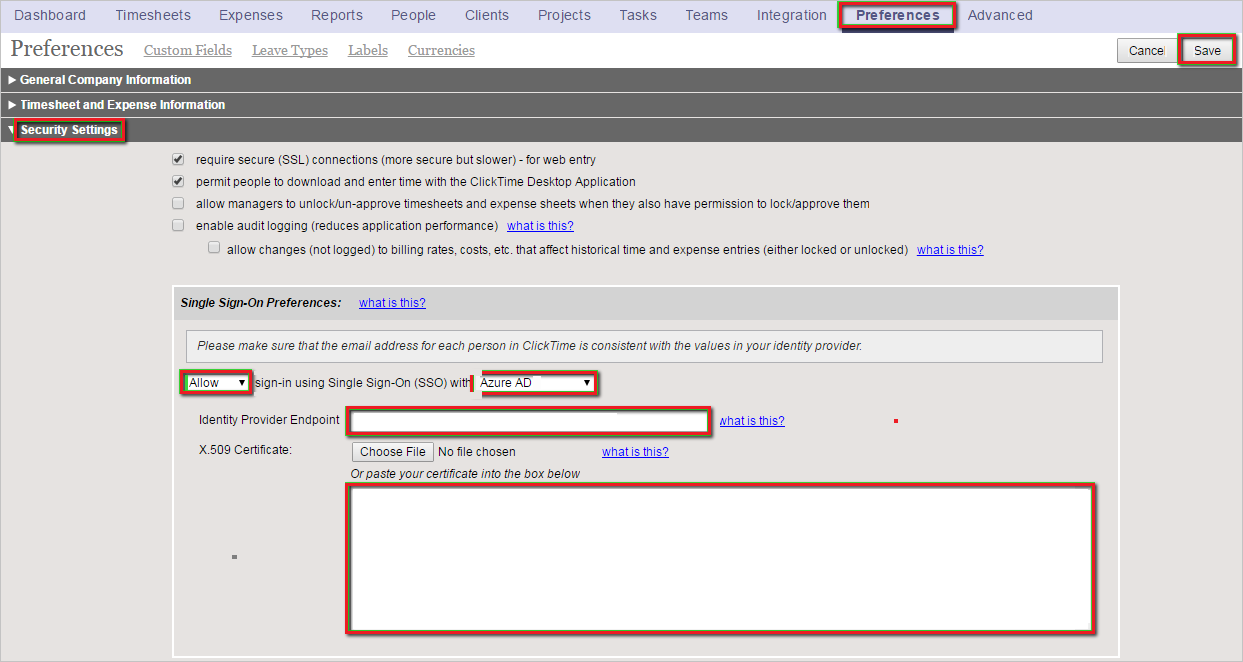 Dashboard Timesheets Expenses Reports People Clients Projects Tasks Teams Integration Preferences Advanced
Preferences Custom Fields Leave Types Labels Currencies Cancel Save
General Company Information
Timesheet and Expense Information
Security Settings
require secure (SSL) connections (more secure but slower) - for web entry
permit people to download and enter time with the ClickTime Desktop Application
allow managers to unlock/un-approve timesheets and expense sheets when they also have permission to lock/approve them
enable audit logging (reduces application performance) what is this?
allow changes (not logged) to billing rates, costs, etc. that affect historical time and expense entries (either locked or unlocked) what is this?
Single Sign-On Preferences: what is this?
Please make sure that the email address for each person in ClickTime is consistent with the values in your identity provider.
Allow sign-in using Single Sign-On (SSO) with Azure AD
Identity Provider Endpoint what is this?
X.509 Certificate: Choose File No file chosen what is this?
Or paste your certificate into the box below